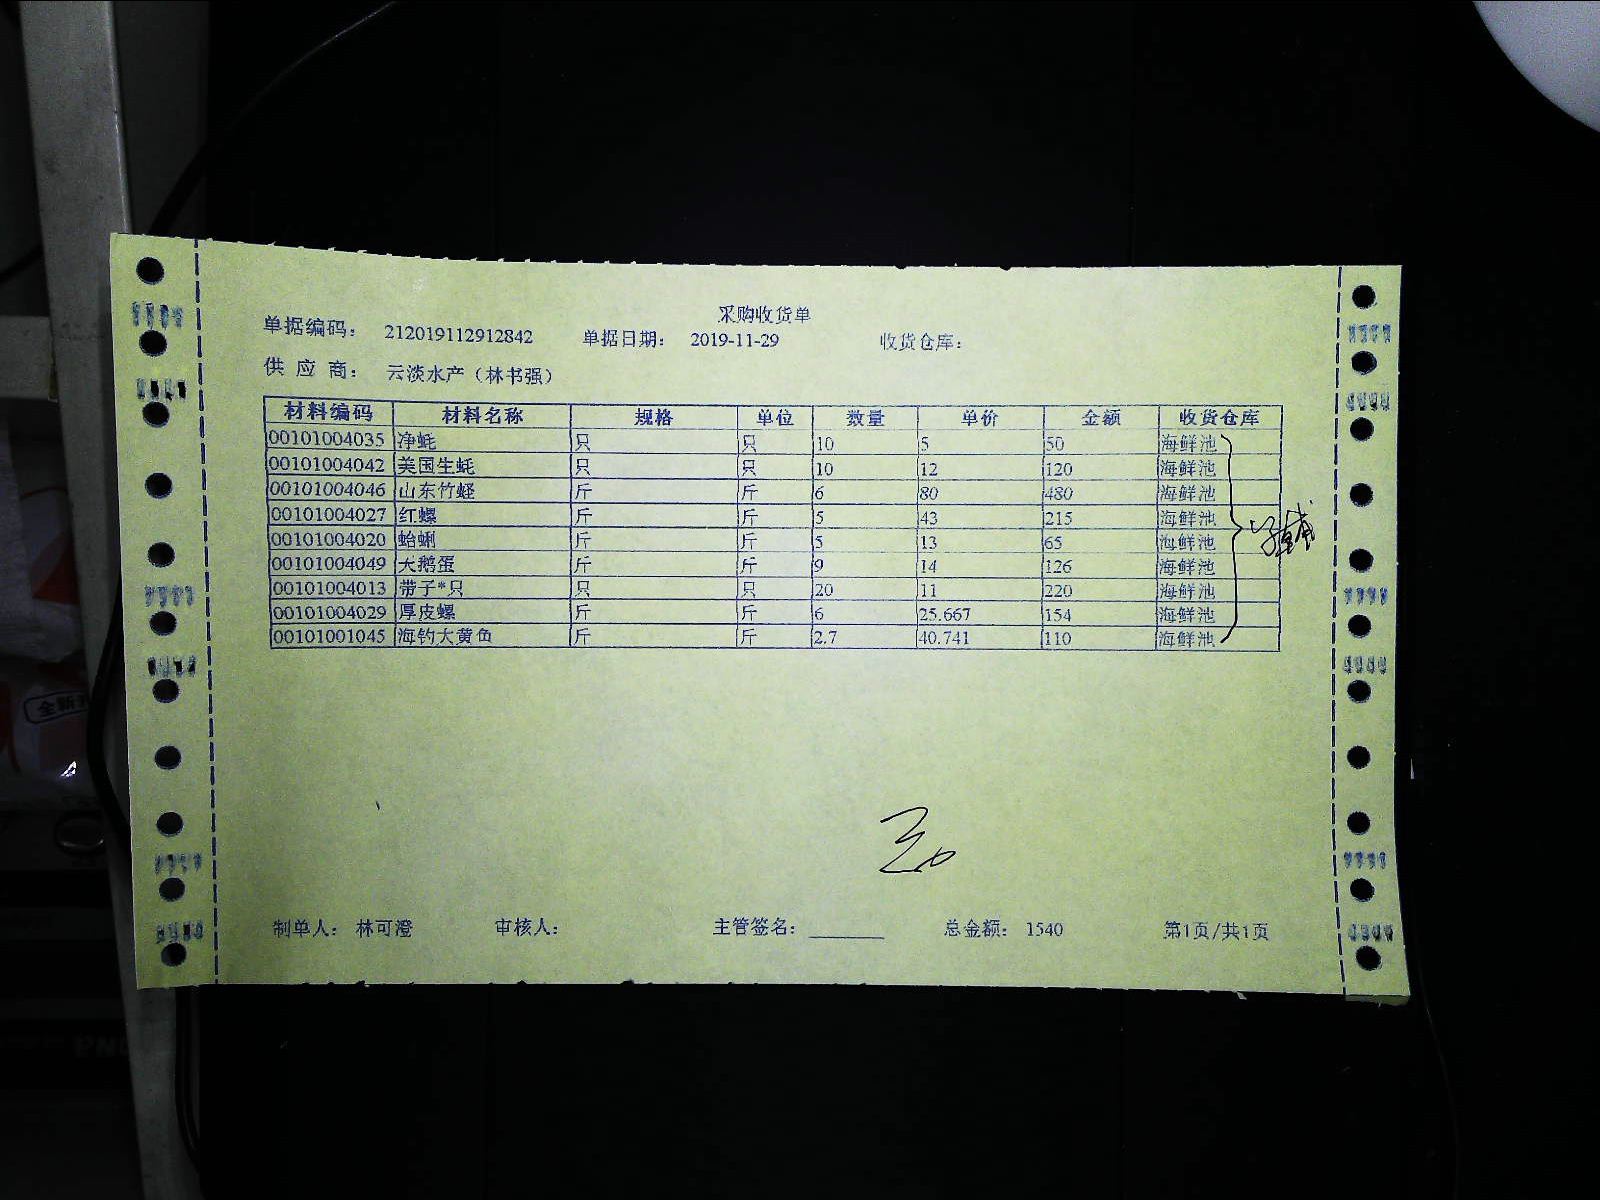 采购收货单
单据编码： 212019112912842 单据日期： 2019-11-29 收货仓库：
供 应 商： 云淡水产（林书强）
材料编码 材料名称 规格 单位 数量 单价 金额 收货仓库
00101004035 净蚝 只 只 10 5 50 海鲜池
00101004042 美国生蚝 只 只 10 12 120 海鲜池
00101004046 山东竹蛏 斤 斤 6 80 480 海鲜池
00101004027 红螺 斤 斤 5 43 215 海鲜池
00101004020 蛤蜊 斤 斤 5 13 65 海鲜池
00101004049 天鹅蛋 斤 斤 9 14 126 海鲜池
00101004013 带子*只 只 只 20 11 220 海鲜池
00101004029 厚皮螺 斤 斤 6 25.667 154 海鲜池
00101001045 海钓大黄鱼 斤 斤 2.7 40.741 110 海鲜池
制单人： 林可澄 审核人： 主管签名： 总金额： 1540 第1页/共1页